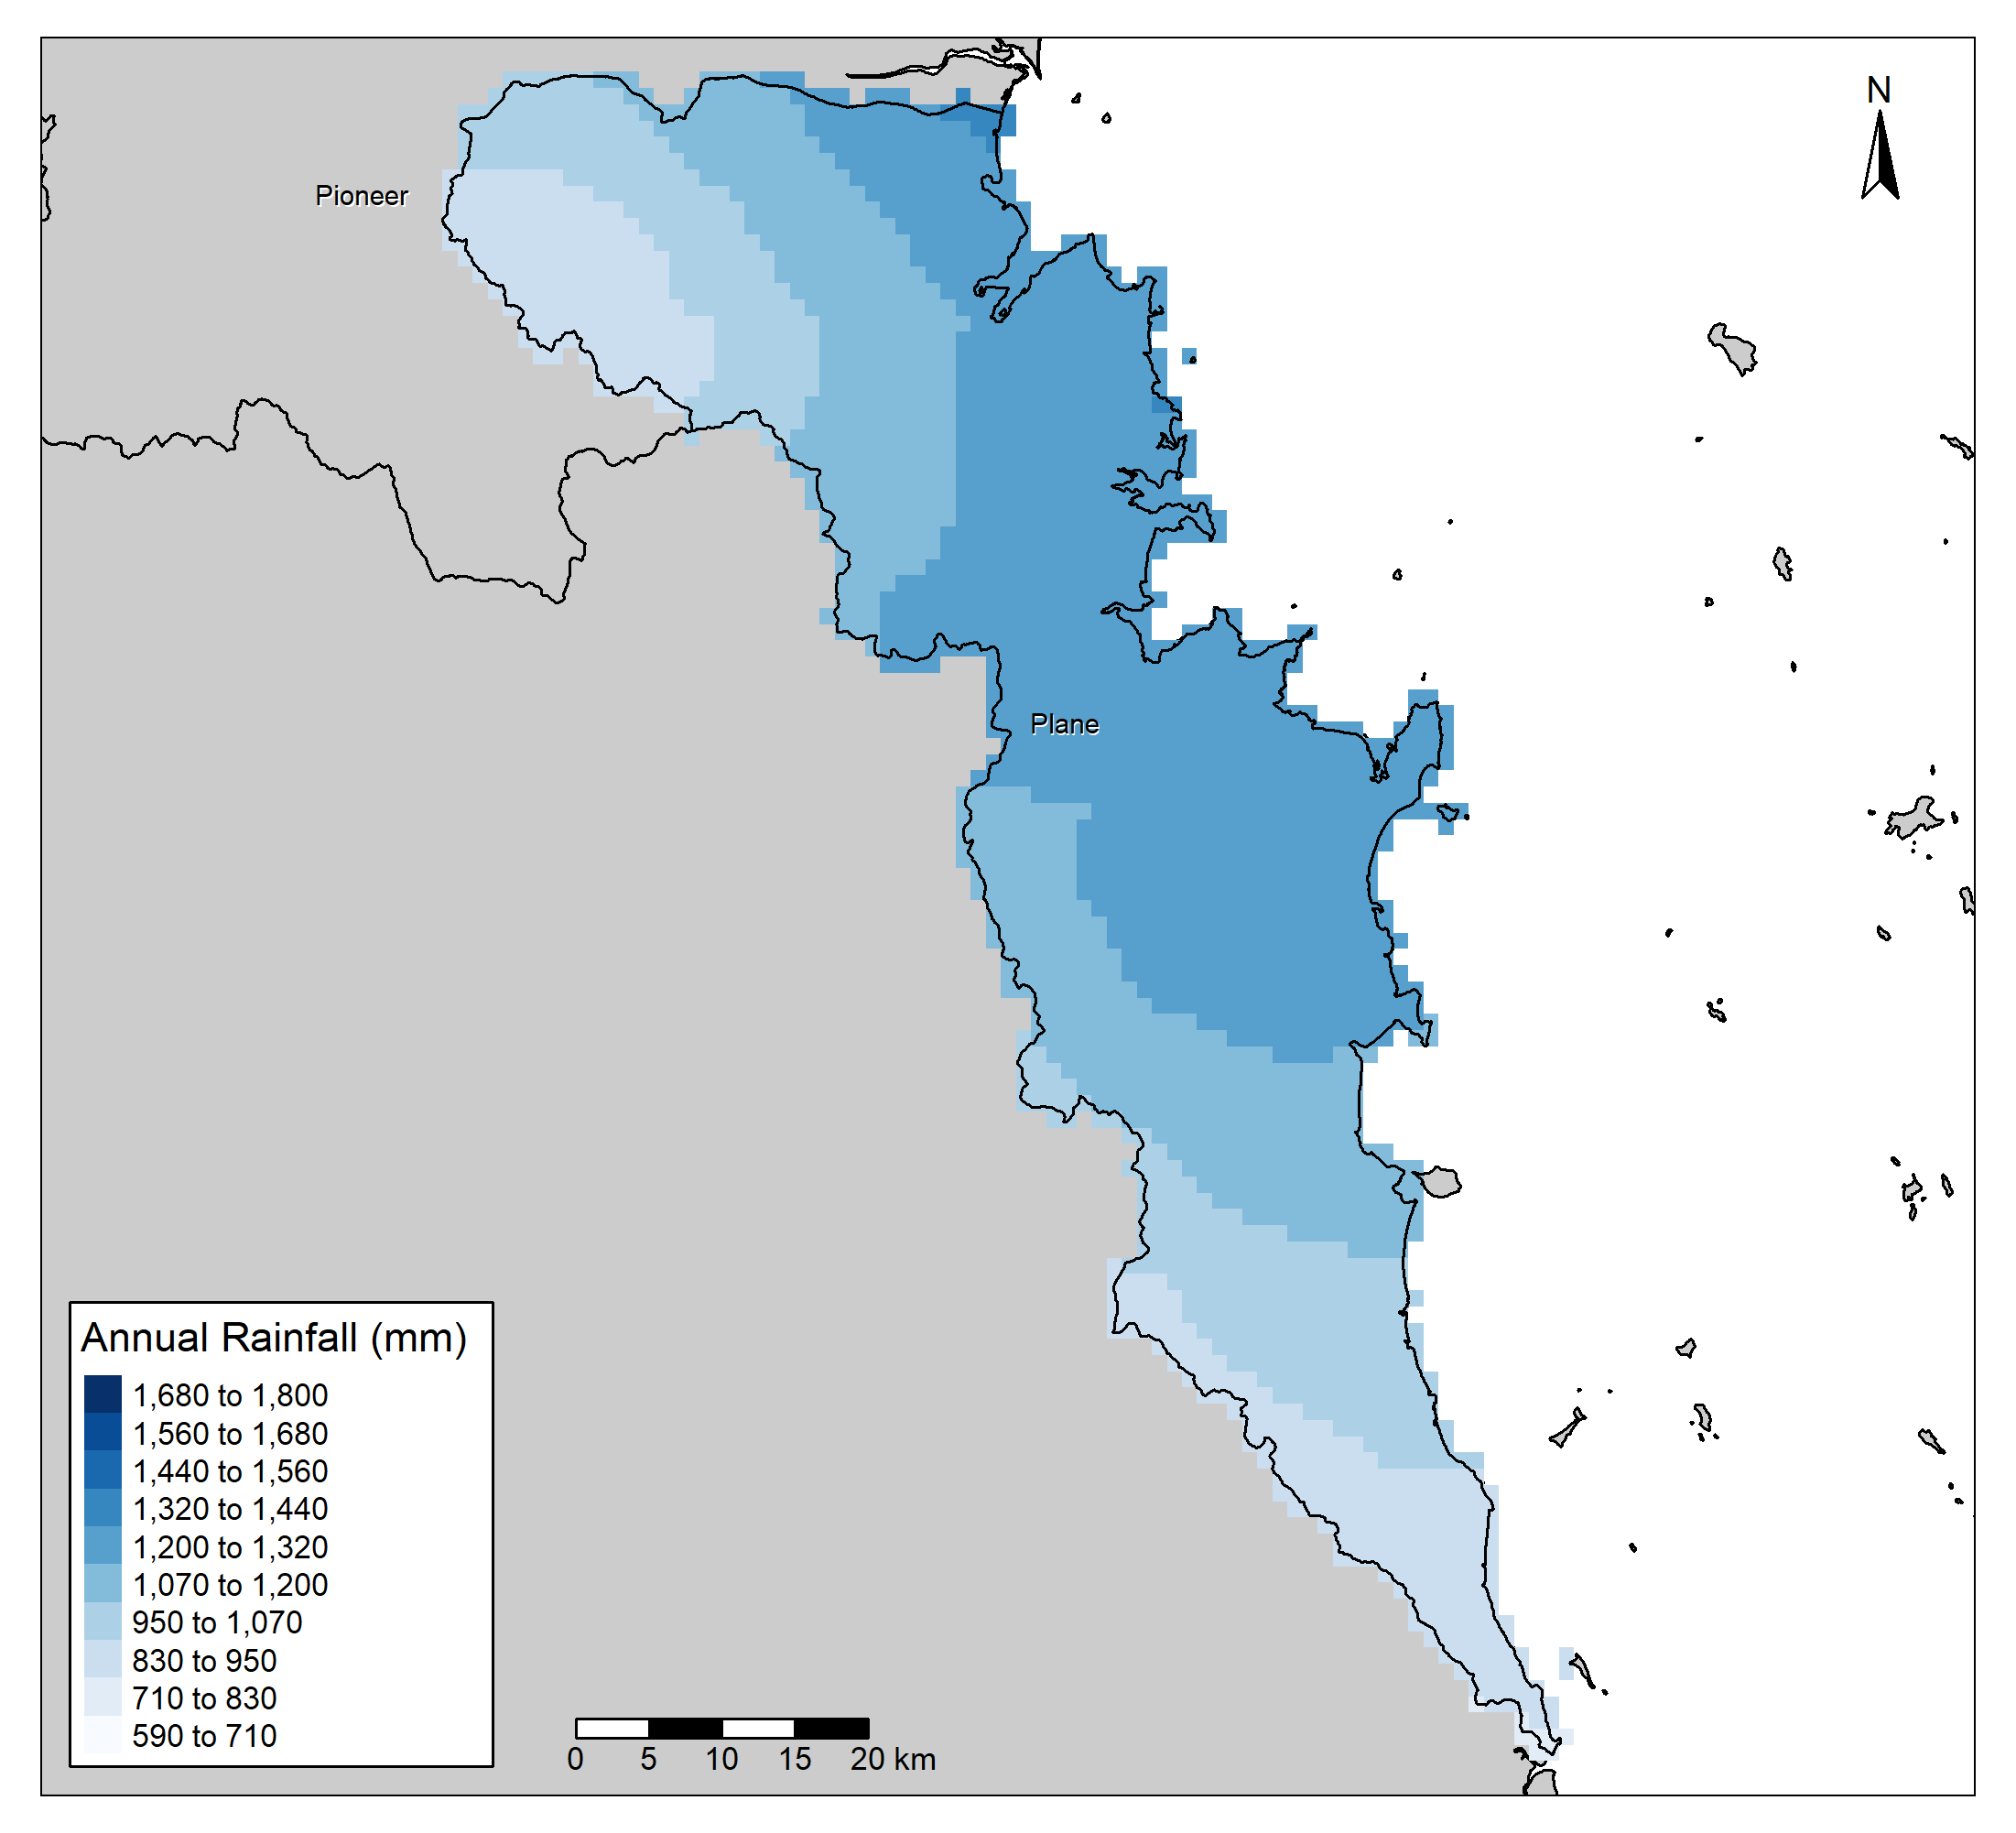 N
Pioneer
Plane
Annual Rainfall (mm)
1,680 to 1,800
1,560 to 1,680
1,440 to 1,560
1,320 to 1,440
1,200 to 1,320
1,070 to 1,200
950 to 1,070
830 to 950
710 to 830
590 to 710
0 5 10 15 20 km